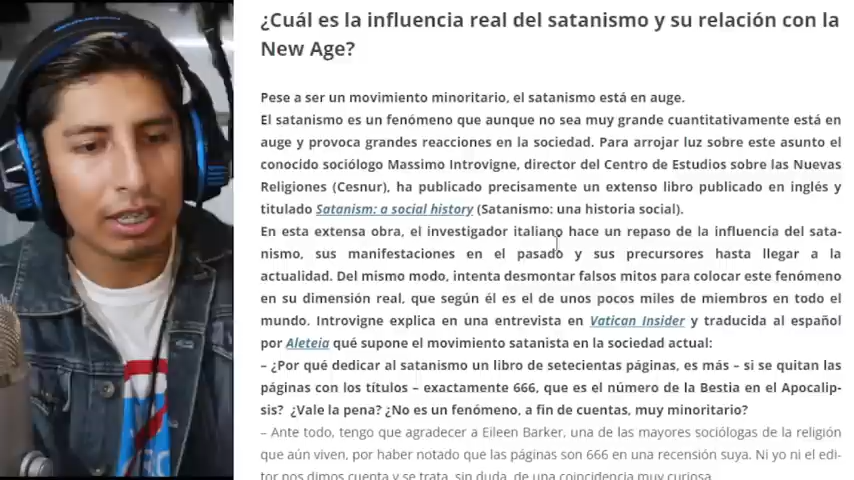 ¿Cuál es la influencia real del satanismo y su relación con la
New Age?
Pese a ser un movimiento minoritario, el satanismo está en auge.
El satanismo es un fenómeno que aunque no sea muy grande cuantitativamente está en
auge y provoca grandes reacciones en la sociedad. Para arrojar luz sobre este asunto el
conocido sociólogo Massimo Introvigne, director del Centro de Estudios sobre las Nuevas
Religiones (Cesnur), ha publicado precisamente un extenso libro publicado en inglés y
titulado Satanism: a social history (Satanismo: una historia social).
En esta extensa obra, el investigador italiano hace un repaso de la influencia del sata-
nismo, sus manifestaciones en el pasado y sus precursores hasta llegar a la
actualidad. Del mismo modo, intenta desmontar falsos mitos para colocar este fenómeno
en su dimensión real, que según él es el de unos pocos miles de miembros en todo el
mundo. Introvigne explica en una entrevista en Vatican Insider y traducida al español
por Aleteia qué supone el movimiento satanista en la sociedad actual:
– ¿Por qué dedicar al satanismo un libro de setecientas páginas, es más – si se quitan las
páginas con los títulos – exactamente 666, que es el número de la Bestia en el Apocalip-
sis? ¿Vale la pena? ¿No es un fenómeno, a fin de cuentas, muy minoritario?
– Ante todo, tengo que agradecer a Eileen Barker, una de las mayores sociólogas de la religión
que aún viven, por haber notado que las páginas son 666 en una recensión suya. Ni yo ni el edi-
tor nos dimos cuenta y se trata, sin duda, de una coincidencia muy curiosa.